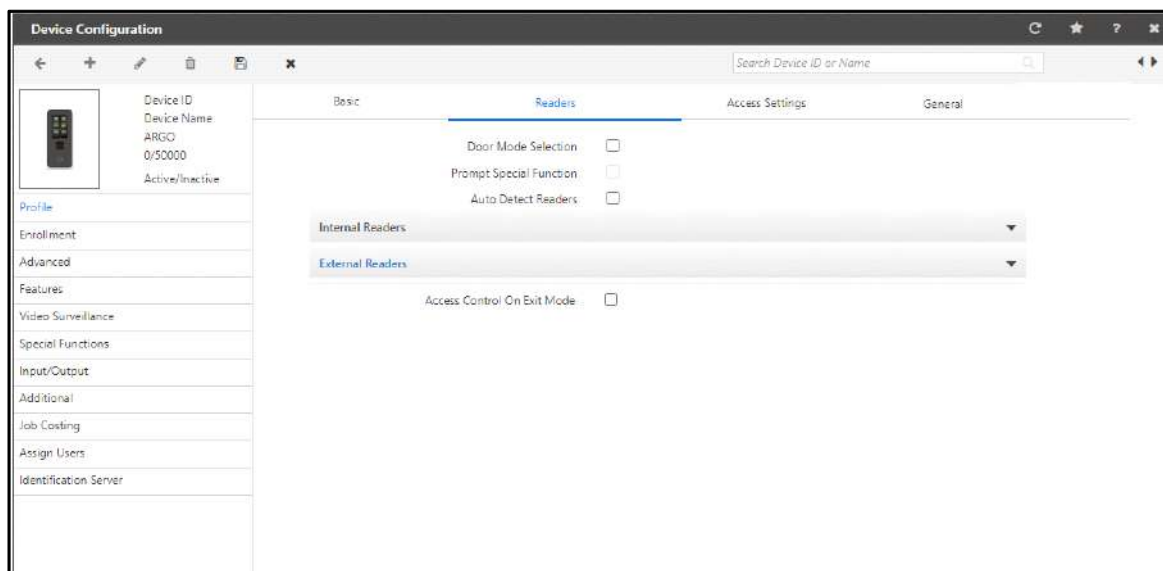 Device Configuration
?
Search Device ID or Name
Device ID
Device Name
ARGO
0/50000
Active/Inactive
Profile
Enrollment
Advanced
Features
Video Surveillance
Special Functions
Input/Output
Additional
Job Costing
Assign Users
Identification Server
Basic Readers Access Settings General
Door Mode Selection
Prompt Special Function
Auto Detect Readers
Internal Readers
External Readers
Access Control On Exit Mode